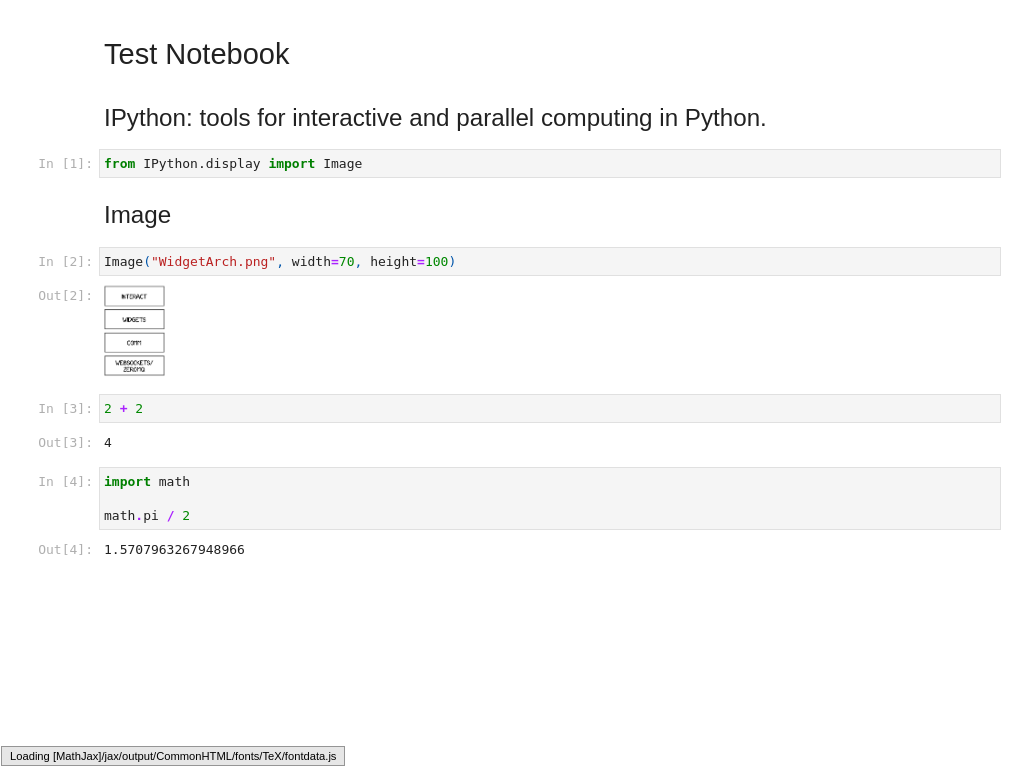 Test Notebook
IPython: tools for interactive and parallel computing in Python.
In [1]: from IPython.display import Image
Image
In [2]: Image("WidgetArch.png", width=70, height=100)
Out[2]:
INTERACT
WIDGETS
COMM
WEBSOCKETS/
ZEROMQ
In [3]: 2 + 2
Out[3]: 4
In [4]: import math
math.pi / 2
Out[4]: 1.5707963267948966
Loading [MathJax]/jax/output/CommonHTML/fonts/TeX/fontdata.js